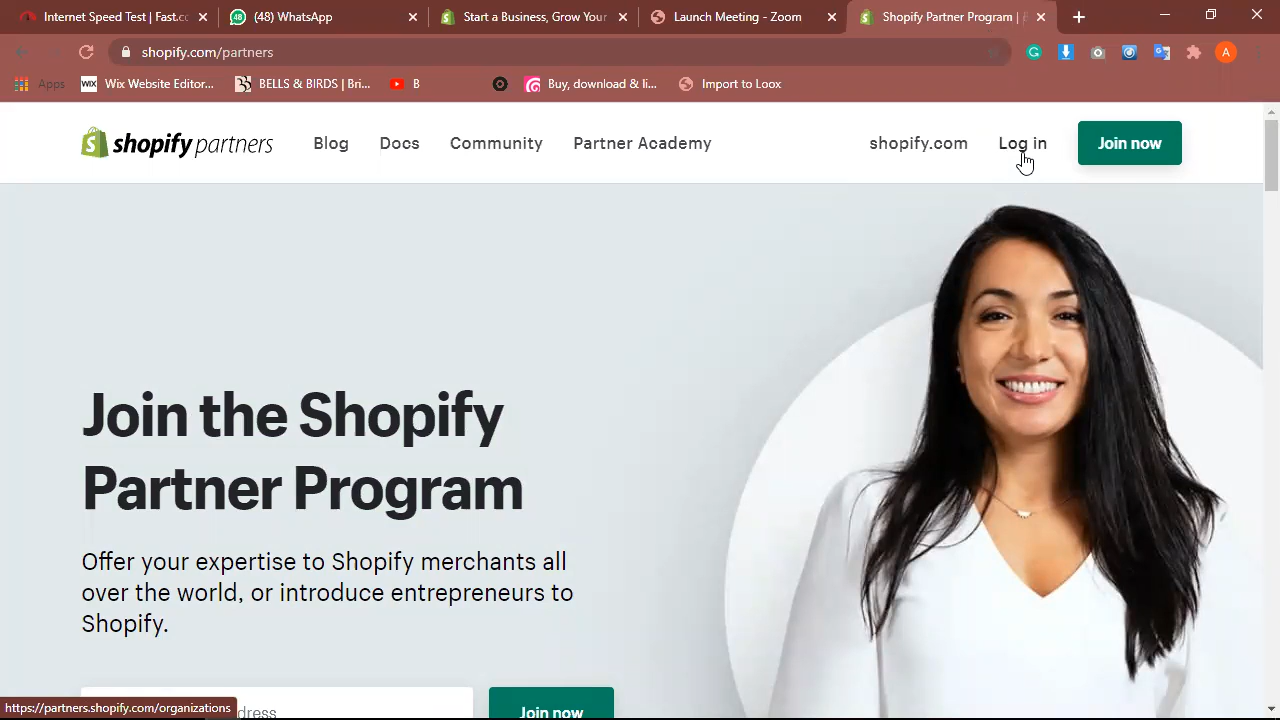 Internet Speed Test | Fast.cc
(48) WhatsApp
Start a Business, Grow Your
Launch Meeting - Zoom
Shopify Partner Program |
shopify.com/partners
A
Apps
WIX Wix Website Editor...
BELLS & BIRDS | Bri...
B
Buy, download & li...
Import to Loox
shopify partners
Blog
Docs
Community
Partner Academy
shopify.com
Log in
Join now
Join the Shopify
Partner Program
Offer your expertise to Shopify merchants all
over the world, or introduce entrepreneurs to
Shopify.
dress
Join now
https://partners.shopify.com/organizations